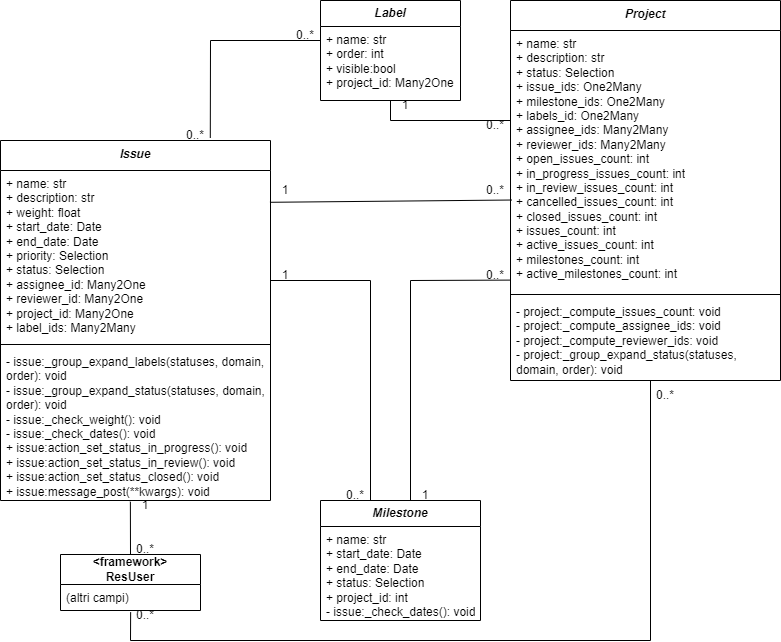 Label
+ name: str
+ order: int
+ visible:bool
+ project_id: Many2One
Project
+ name: str
+ description: str
+ status: Selection
+ issue_ids: One2Many
+ milestone_ids: One2Many
+ labels_id: One2Many
+ assignee_ids: Many2Many
+ reviewer_ids: Many2Many
+ open_issues_count: int
+ in_progress_issues_count: int
+ in_review_issues_count: int
+ cancelled_issues_count: int
+ closed_issues_count: int
+ issues_count: int
+ active_issues_count: int
+ milestones_count: int
+ active_milestones_count: int
- project:_compute_issues_count: void
- project:_compute_assignee_ids: void
- project:_compute_reviewer_ids: void
- project:_group_expand_status(statuses,
domain, order): void
0..*
0..*
1
0..*
Issue
+ name: str
+ description: str
+ weight: float
+ start_date: Date
+ end_date: Date
+ priority: Selection
+ status: Selection
+ assignee_id: Many2One
+ reviewer_id: Many2One
+ project_id: Many2One
+ label_ids: Many2Many
- issue:_group_expand_labels(statuses, domain,
order): void
- issue:_group_expand_status(statuses, domain,
order): void
- issue:_check_weight(): void
- issue:_check_dates(): void
+ issue:action_set_status_in_progress(): void
+ issue:action_set_status_in_review(): void
+ issue:action_set_status_closed(): void
+ issue:message_post(**kwargs): void
1
0..*
1
0..*
0..*
0..*
1
Milestone
+ name: str
+ start_date: Date
+ end_date: Date
+ status: Selection
+ project_id: int
- issue:_check_dates(): void
1
0..*
<framework>
ResUser
(altri campi)
0..*